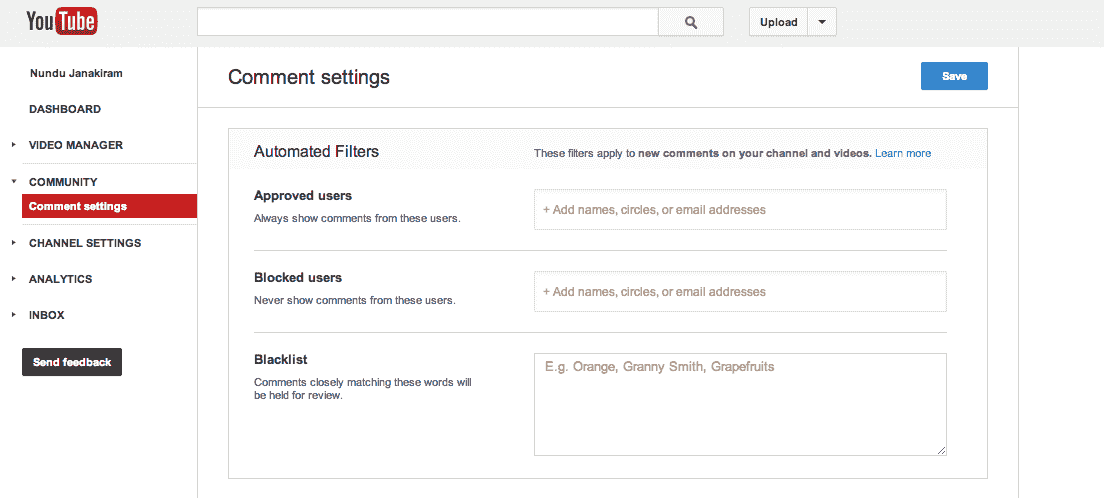 YouTube
Upload
Nundu Janakiram
DASHBOARD
VIDEO MANAGER
COMMUNITY
Comment settings
CHANNEL SETTINGS
ANALYTICS
INBOX
Send feedback
Comment settings
Save
Automated Filters
These filters apply to new comments on your channel and videos. Learn more
Approved users
Always show comments from these users.
+ Add names, circles, or email addresses
Blocked users
Never show comments from these users.
+ Add names, circles, or email addresses
Blacklist
Comments closely matching these words will
be held for review.
E.g. Orange, Granny Smith, Grapefruits